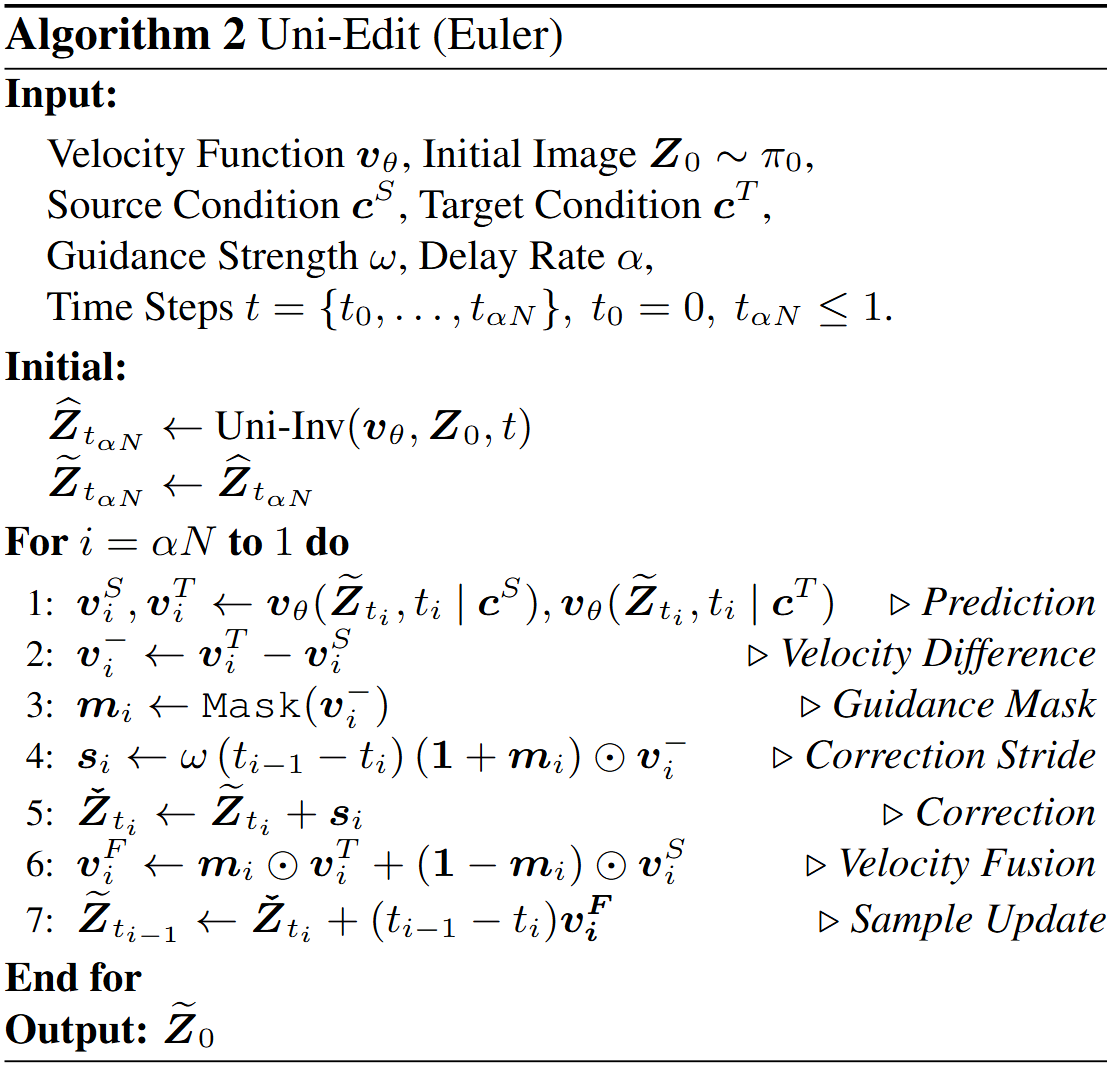 Algorithm 2 Uni-Edit (Euler)
Input:
Velocity Function $\boldsymbol{v}_\theta$, Initial Image $\boldsymbol{Z}_0 \sim \pi_0$,
Source Condition $\boldsymbol{c}^S$, Target Condition $\boldsymbol{c}^T$,
Guidance Strength $\omega$, Delay Rate $\alpha$,
Time Steps $t = \{t_0, \ldots, t_{\alpha N}\},\ t_0 = 0,\ t_{\alpha N} \leq 1.$
Initial:
$\widehat{\boldsymbol{Z}}_{t_{\alpha N}} \leftarrow \text{Uni-Inv}(\boldsymbol{v}_\theta, \boldsymbol{Z}_0, t)$
$\widetilde{\boldsymbol{Z}}_{t_{\alpha N}} \leftarrow \widehat{\boldsymbol{Z}}_{t_{\alpha N}}$
For $i = \alpha N$ to $1$ do
1: $\boldsymbol{v}_i^S, \boldsymbol{v}_i^T \leftarrow \boldsymbol{v}_\theta(\widetilde{\boldsymbol{Z}}_{t_i}, t_i \mid \boldsymbol{c}^S), \boldsymbol{v}_\theta(\widetilde{\boldsymbol{Z}}_{t_i}, t_i \mid \boldsymbol{c}^T)$ ▷ Prediction
2: $\boldsymbol{v}_i^- \leftarrow \boldsymbol{v}_i^T - \boldsymbol{v}_i^S$ ▷ Velocity Difference
3: $\boldsymbol{m}_i \leftarrow \texttt{Mask}(\boldsymbol{v}_i^-)$ ▷ Guidance Mask
4: $\boldsymbol{s}_i \leftarrow \omega\,(t_{i-1} - t_i)\,(\boldsymbol{1} + \boldsymbol{m}_i) \odot \boldsymbol{v}_i^-$ ▷ Correction Stride
5: $\check{\boldsymbol{Z}}_{t_i} \leftarrow \widetilde{\boldsymbol{Z}}_{t_i} + \boldsymbol{s}_i$ ▷ Correction
6: $\boldsymbol{v}_i^F \leftarrow \boldsymbol{m}_i \odot \boldsymbol{v}_i^T + (\boldsymbol{1} - \boldsymbol{m}_i) \odot \boldsymbol{v}_i^S$ ▷ Velocity Fusion
7: $\widetilde{\boldsymbol{Z}}_{t_{i-1}} \leftarrow \check{\boldsymbol{Z}}_{t_i} + (t_{i-1} - t_i)\boldsymbol{v}_{\boldsymbol{i}}^{\boldsymbol{F}}$ ▷ Sample Update
End for
Output: $\widetilde{\boldsymbol{Z}}_0$